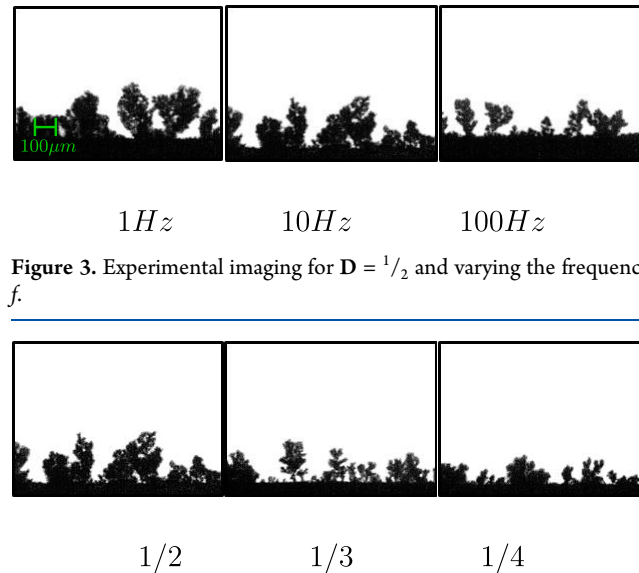 100μm
1Hz 10Hz 100Hz
Figure 3. Experimental imaging for D = 1/2 and varying the frequenc
f.
1/2 1/3 1/4